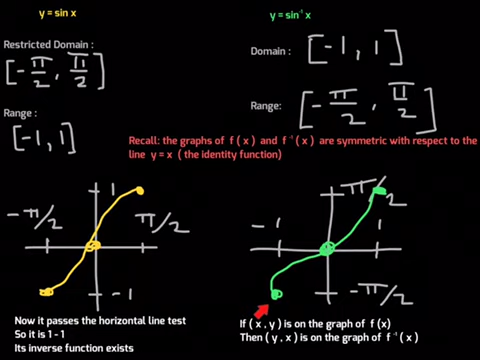 y = sin x
Restricted Domain :
[-π/2, π/2]
Range :
[-1, 1]
y = sin⁻¹ x
Domain :
[-1, 1]
Range:
[-π/2, π/2]
Recall: the graphs of f ( x ) and f⁻¹ ( x ) are symmetric with respect to the
line y = x ( the identity function)
1
-π/2
π/2
-1
π/2
-1
1
-π/2
Now it passes the horizontal line test
So it is 1 - 1
Its inverse function exists
If ( x , y ) is on the graph of f(x)
Then ( y , x ) is on the graph of f⁻¹ ( x )